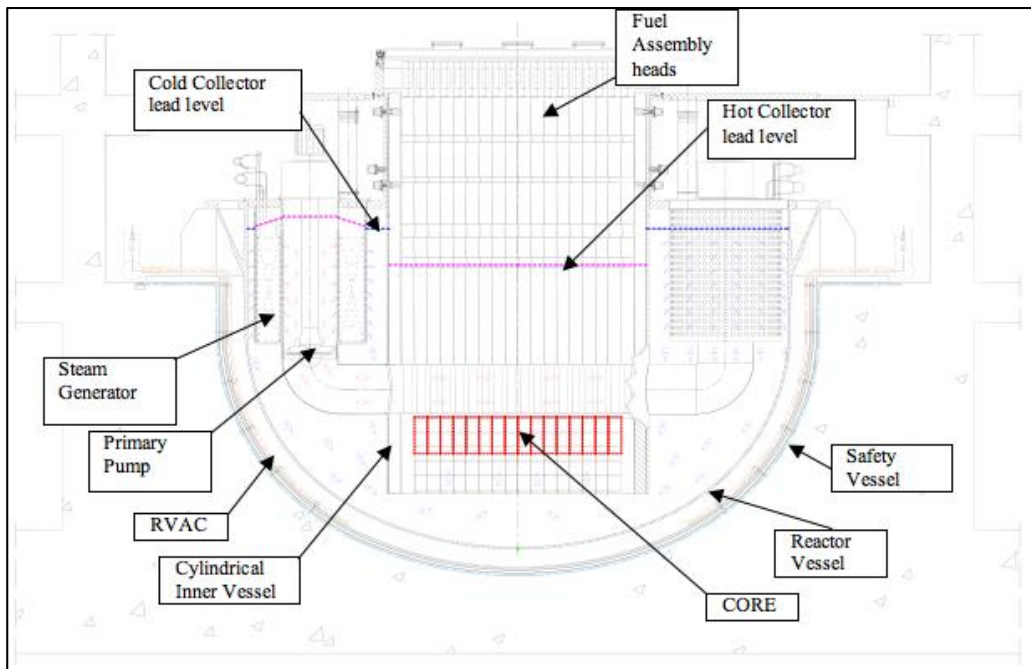 Fuel
Assembly
heads
Cold Collector
lead level
Hot Collector
lead level
Steam
Generator
Primary
Pump
Safety
Vessel
RVAC
Reactor
Vessel
Cylindrical
Inner Vessel
CORE